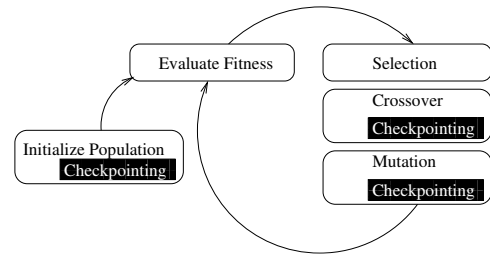 Evaluate Fitness
Selection
Crossover
Checkpointing
Initialize Population
Checkpointing
Mutation
Checkpointing